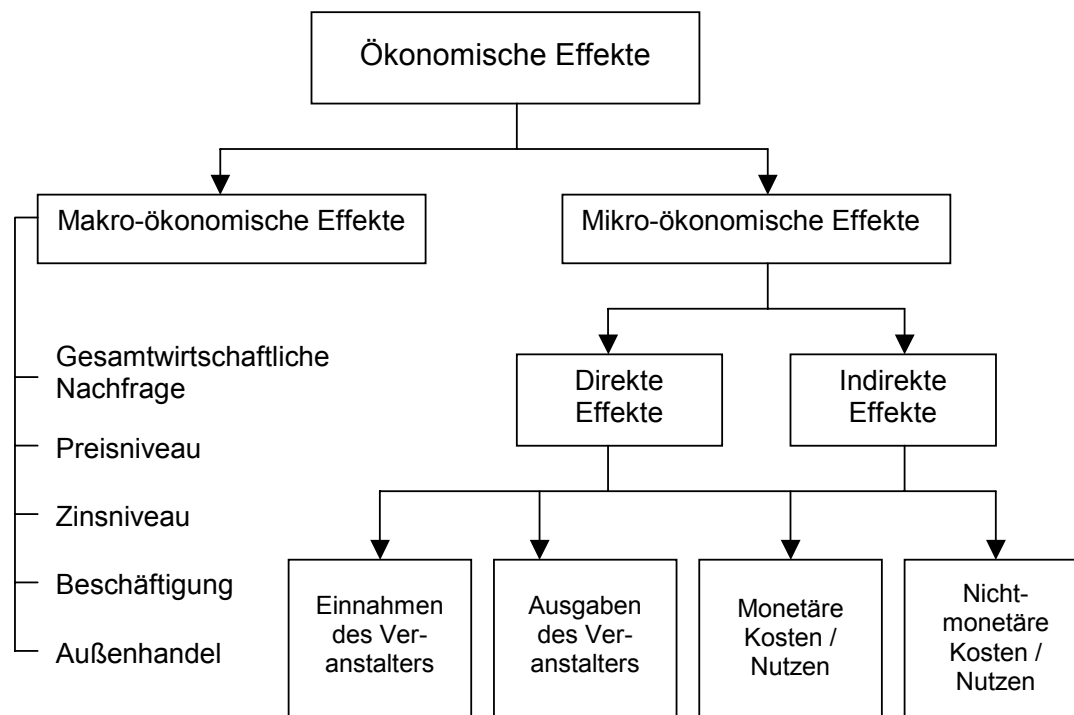 Ökonomische Effekte
Makro-ökonomische Effekte
Mikro-ökonomische Effekte
Gesamtwirtschaftliche
Nachfrage
Preisniveau
Zinsniveau
Beschäftigung
Außenhandel
Direkte
Effekte
Indirekte
Effekte
Einnahmen
des Ver-
anstalters
Ausgaben
des Ver-
anstalters
Monetäre
Kosten /
Nutzen
Nicht-
monetäre
Kosten /
Nutzen